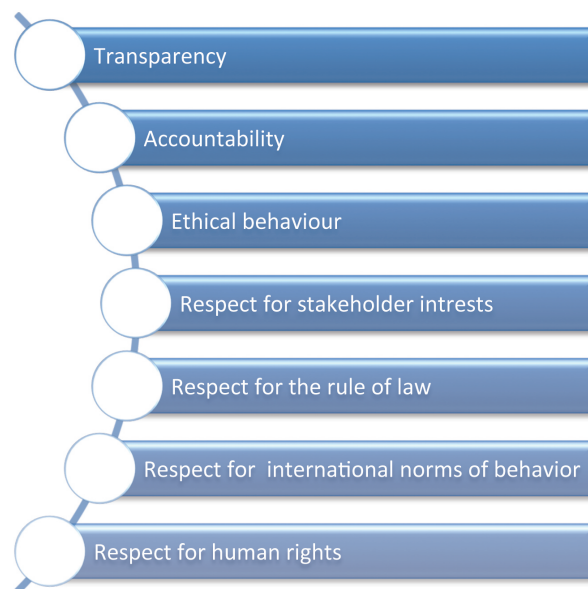 Transparency
Accountability
Ethical behaviour
Respect for stakeholder intrests
Respect for the rule of law
Respect for  international norms of behavior
Respect for human rights